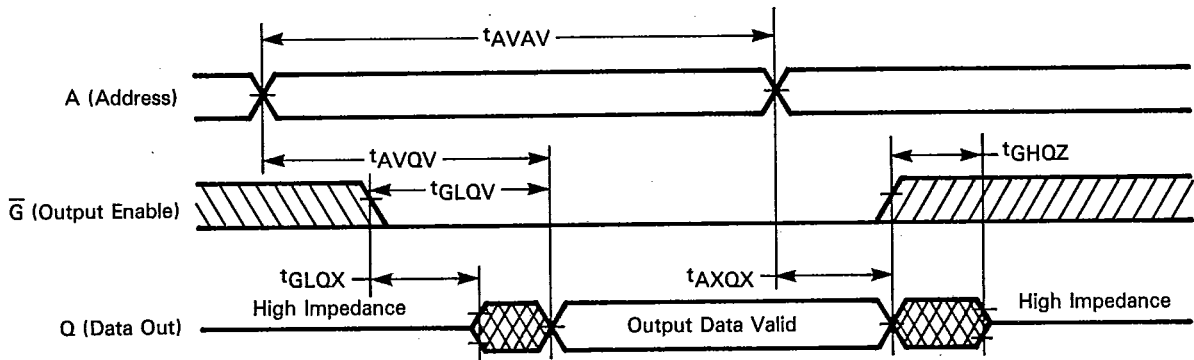 tAVAV
A (Address)
tAVQV
tGHQZ
tGLQV
G̅ (Output Enable)
tGLQX
tAXQX
High Impedance
High Impedance
Q (Data Out)
Output Data Valid